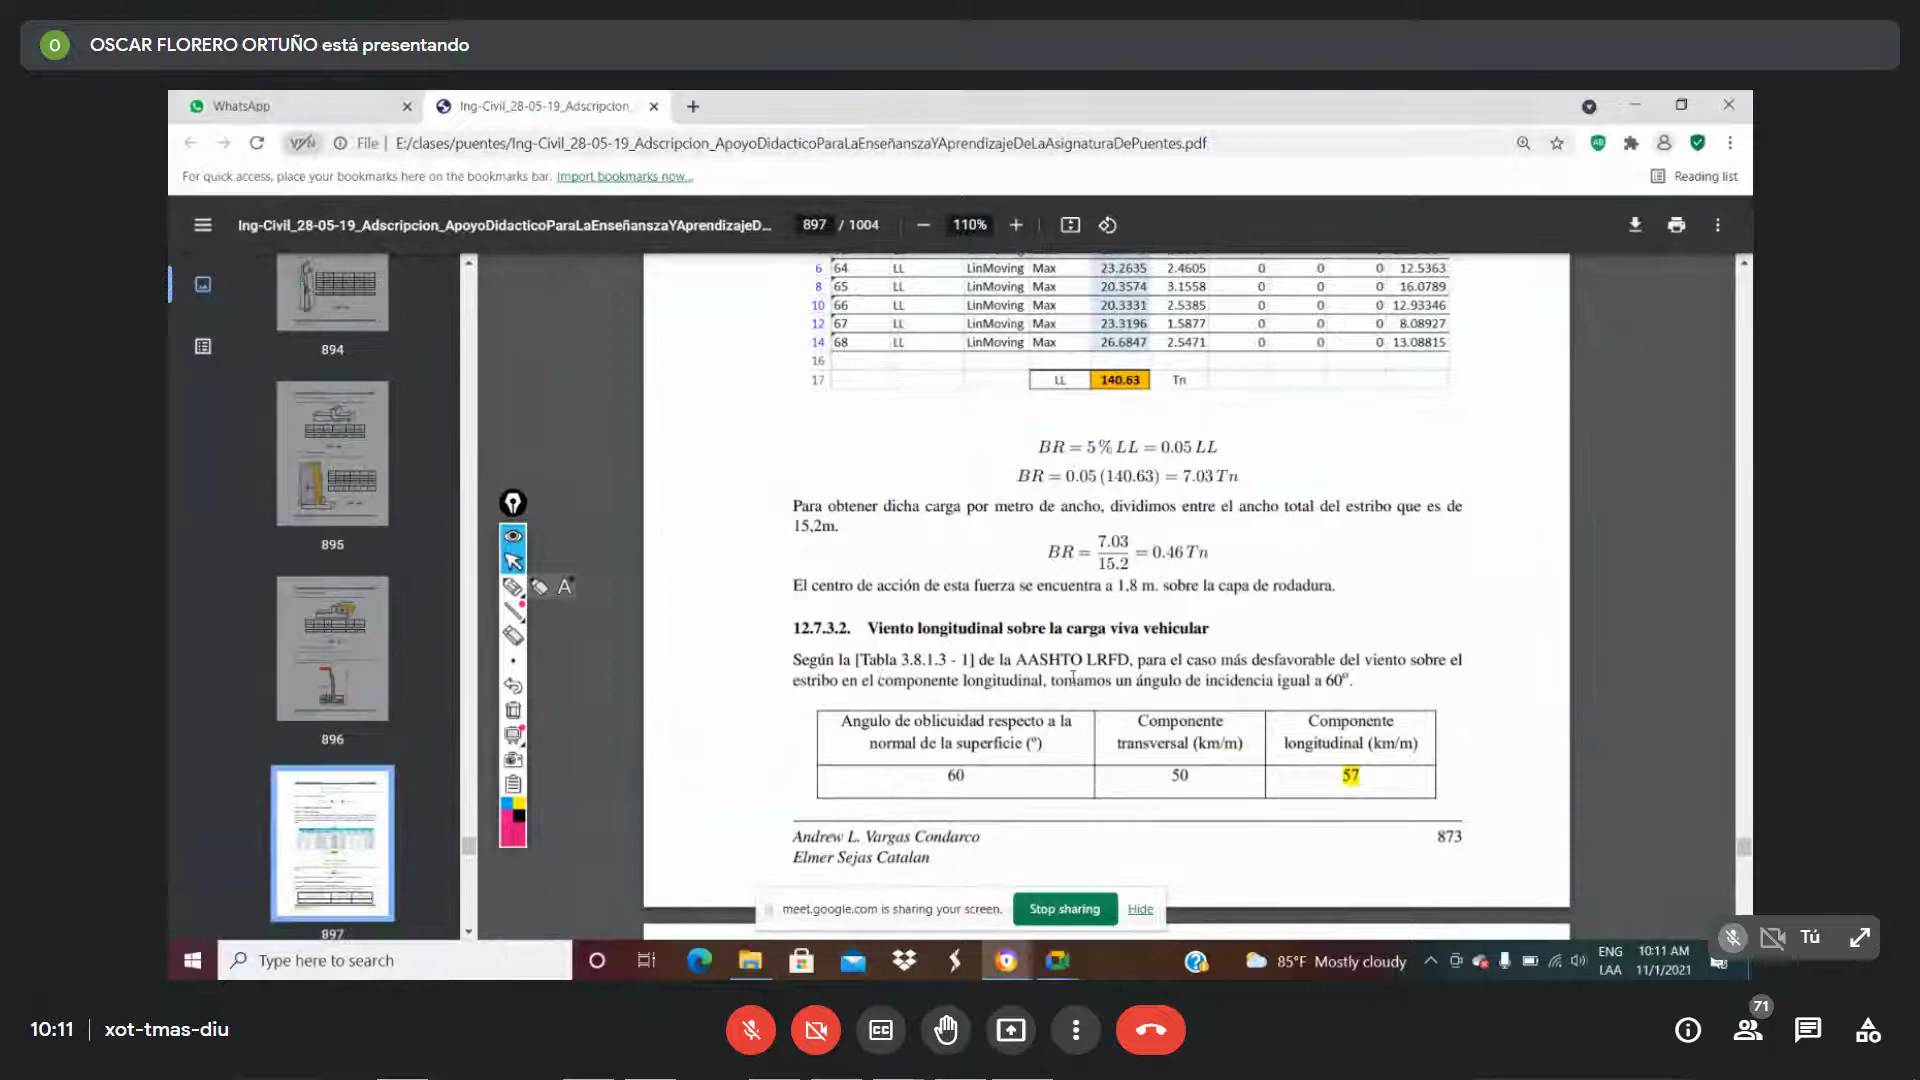 O OSCAR FLORERO ORTUÑO está presentando
WhatsApp
Ing-Civil_28-05-19_Adscripcion_
VPN File E:/clases/puentes/Ing-Civil_28-05-19_Adscripcion_ApoyoDidacticoParaLaEnseñanszaYAprendizajeDeLaAsignaturaDePuentes.pdf
For quick access, place your bookmarks here on the bookmarks bar. Import bookmarks now...
Reading list
Ing-Civil_28-05-19_Adscripcion_ApoyoDidacticoParaLaEnseñanszaYAprendizajeD... 897 / 1004 110%
894
895
896
897
6 64 LL LinMoving Max 23.2635 2.4605 0 0 0 12.5363
8 65 LL LinMoving Max 20.3574 3.1558 0 0 0 16.0789
10 66 LL LinMoving Max 20.3331 2.5385 0 0 0 12.93346
12 67 LL LinMoving Max 23.3196 1.5877 0 0 0 8.08927
14 68 LL LinMoving Max 26.6847 2.5471 0 0 0 13.08815
16
17 LL 140.63 Tn
BR = 5 % LL = 0.05 LL
BR = 0.05 (140.63) = 7.03 Tn
Para obtener dicha carga por metro de ancho, dividimos entre el ancho total del estribo que es de
15,2m.
BR = 7.03 / 15.2 = 0.46 Tn
El centro de acción de esta fuerza se encuentra a 1.8 m. sobre la capa de rodadura.
12.7.3.2. Viento longitudinal sobre la carga viva vehicular
Según la [Tabla 3.8.1.3 - 1] de la AASHTO LRFD, para el caso más desfavorable del viento sobre el
estribo en el componente longitudinal, tomamos un ángulo de incidencia igual a 60º.
Angulo de oblicuidad respecto a la normal de la superficie (º)
Componente transversal (km/m)
Componente longitudinal (km/m)
60 50 57
Andrew L. Vargas Condarco 873
Elmer Sejas Catalan
A
meet.google.com is sharing your screen. Stop sharing Hide
Tú
Type here to search
85°F Mostly cloudy
ENG
LAA
10:11 AM
11/1/2021
10:11 xot-tmas-diu
CC
71